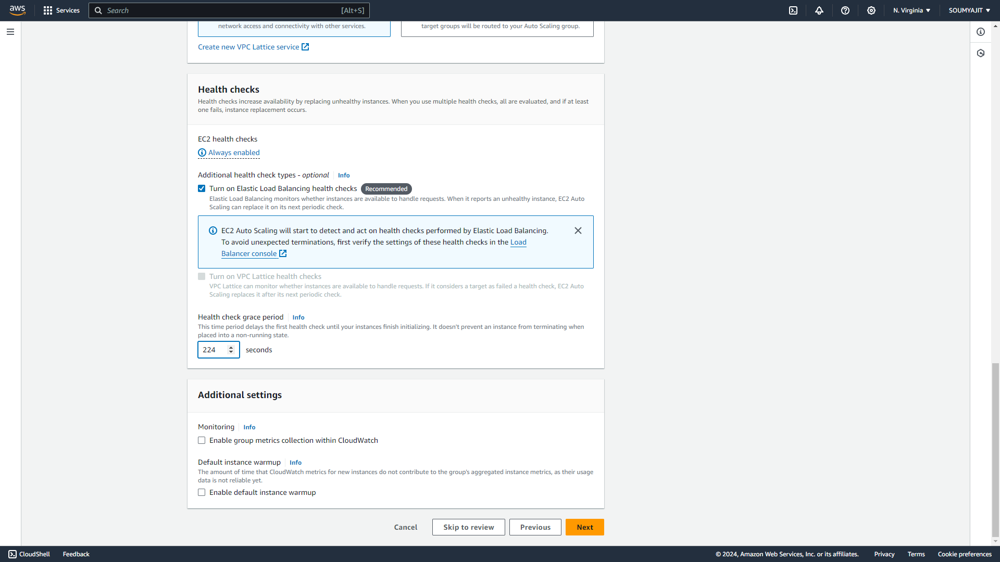 aws
Services
Search
[Alt+S]
N. Virginia
SOUMYAJIT
network access and connectivity with other services.
target groups will be routed to your Auto Scaling group.
Create new VPC Lattice service
Health checks
Health checks increase availability by replacing unhealthy instances. When you use multiple health checks, all are evaluated, and if at least
one fails, instance replacement occurs.
EC2 health checks
Always enabled
Additional health check types - optional
Info
Turn on Elastic Load Balancing health checks
Recommended
Elastic Load Balancing monitors whether instances are available to handle requests. When it reports an unhealthy instance, EC2 Auto
Scaling can replace it on its next periodic check.
EC2 Auto Scaling will start to detect and act on health checks performed by Elastic Load Balancing.
To avoid unexpected terminations, first verify the settings of these health checks in the Load
Balancer console
Turn on VPC Lattice health checks
VPC Lattice can monitor whether instances are available to handle requests. If it considers a target as failed a health check, EC2 Auto
Scaling replaces it after its next periodic check.
Health check grace period
Info
This time period delays the first health check until your instances finish initializing. It doesn't prevent an instance from terminating when
placed into a non-running state.
224
seconds
Additional settings
Monitoring
Info
Enable group metrics collection within CloudWatch
Default instance warmup
Info
The amount of time that CloudWatch metrics for new instances do not contribute to the group's aggregated instance metrics, as their usage
data is not reliable yet.
Enable default instance warmup
Cancel
Skip to review
Previous
Next
CloudShell
Feedback
© 2024, Amazon Web Services, Inc. or its affiliates.
Privacy
Terms
Cookie preferences